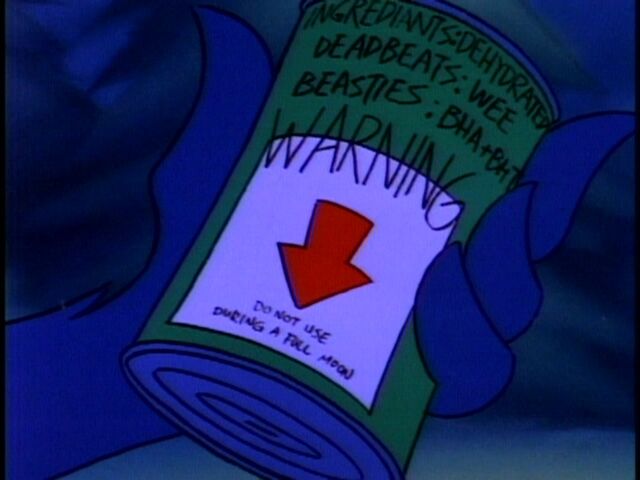 INGREDIANTS: DEHYDRATED
DEADBEATS: WEE
BEASTIES: BHA + BHT
WARNING
DO NOT USE
DURING A FULL MOON